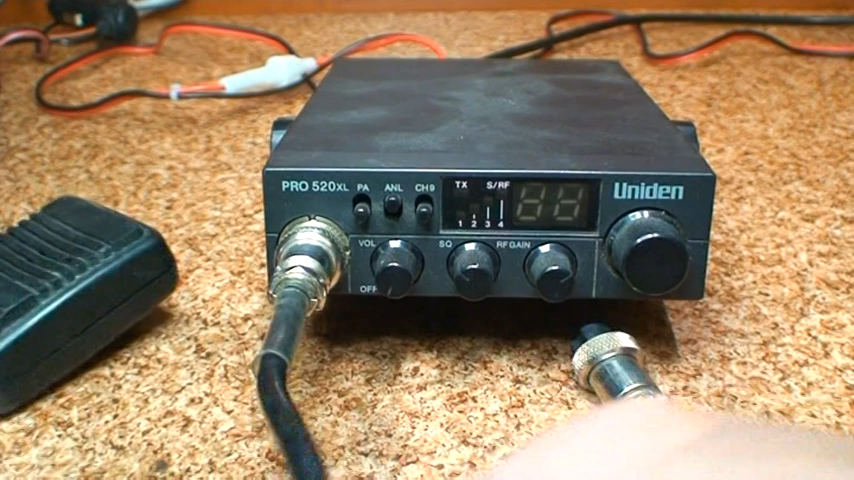 PRO 520XL PA ANL CH9 TX S/RF Uniden
1 2 3 4
VOL SQ RF GAIN
OFF